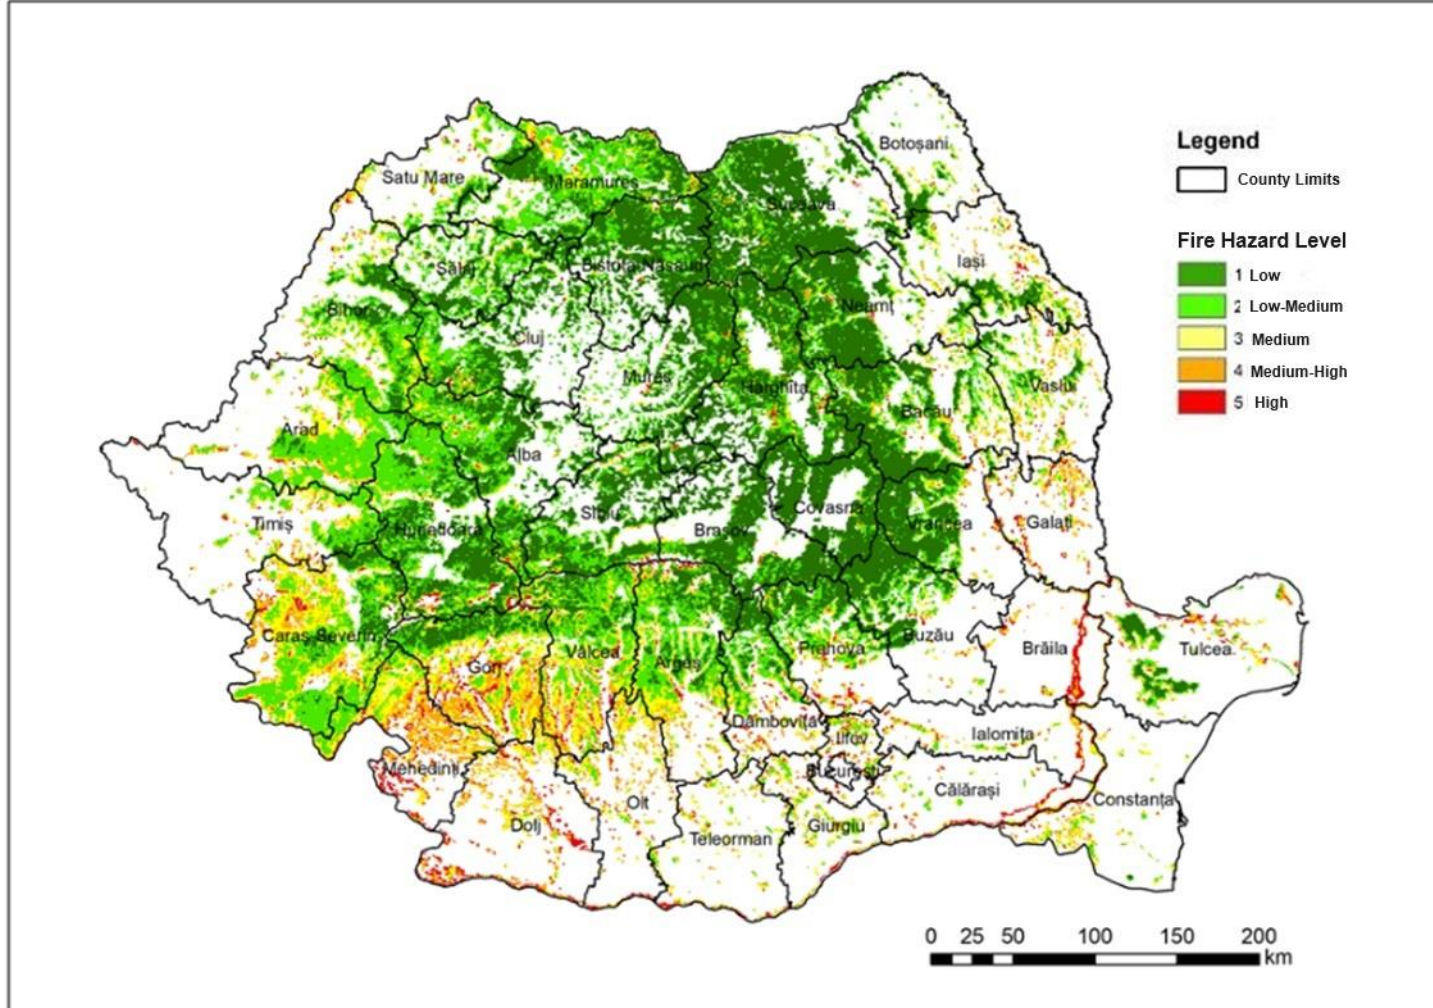 Botoșani
Legend
County Limits
Satu Mare
Maramureș
Suceava
Fire Hazard Level
1 Low
2 Low-Medium
3 Medium
4 Medium-High
5 High
Iași
Sălaj
Bistrița Năsăud
Bihor
Neamț
Cluj
Mureș
Harghita
Vaslui
Bacău
Arad
Alba
Timiș
Hunedoara
Sibiu
Brașov
Covasna
Vrancea
Galați
Caraș Severin
Gorj
Vâlcea
Argeș
Prahova
Buzău
Brăila
Tulcea
Dâmbovița
Ilfov
Ialomița
Mehedinți
București
Călărași
Constanța
Dolj
Olt
Teleorman
Giurgiu
0 25 50 100 150 200
km